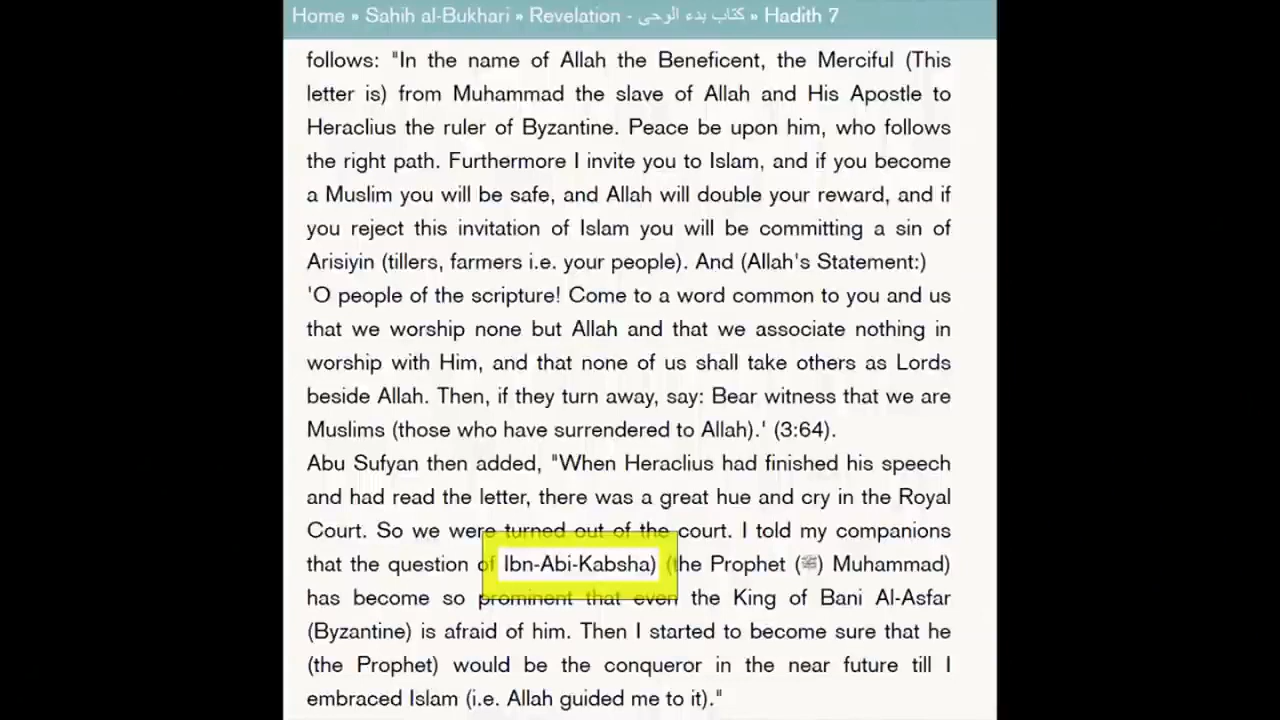 Home » Sahih al-Bukhari » Revelation - كتاب بدء الوحى » Hadith 7
follows: "In the name of Allah the Beneficent, the Merciful (This
letter is) from Muhammad the slave of Allah and His Apostle to
Heraclius the ruler of Byzantine. Peace be upon him, who follows
the right path. Furthermore I invite you to Islam, and if you become
a Muslim you will be safe, and Allah will double your reward, and if
you reject this invitation of Islam you will be committing a sin of
Arisiyin (tillers, farmers i.e. your people). And (Allah's Statement:)
'O people of the scripture! Come to a word common to you and us
that we worship none but Allah and that we associate nothing in
worship with Him, and that none of us shall take others as Lords
beside Allah. Then, if they turn away, say: Bear witness that we are
Muslims (those who have surrendered to Allah).' (3:64).
Abu Sufyan then added, "When Heraclius had finished his speech
and had read the letter, there was a great hue and cry in the Royal
Court. So we were turned out of the court. I told my companions
that the question of Ibn-Abi-Kabsha) (the Prophet (ﷺ) Muhammad)
has become so prominent that even the King of Bani Al-Asfar
(Byzantine) is afraid of him. Then I started to become sure that he
(the Prophet) would be the conqueror in the near future till I
embraced Islam (i.e. Allah guided me to it)."